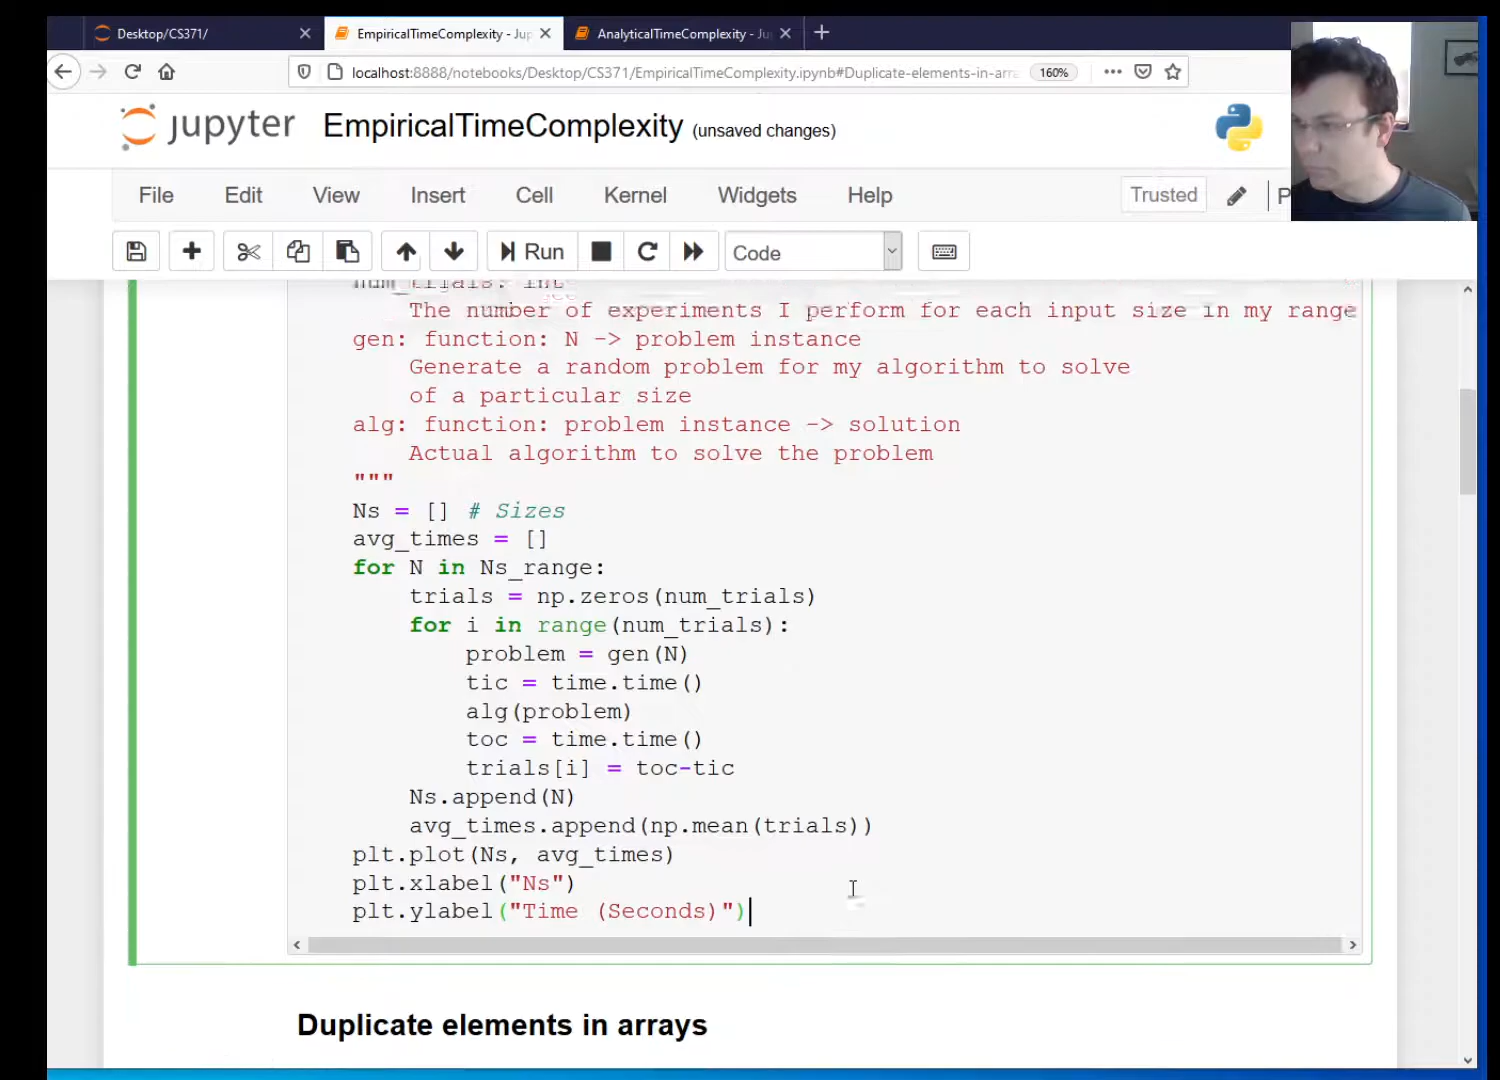 Desktop/CS371/
EmpiricalTimeComplexity - Jup
AnalyticalTimeComplexity - Ju
localhost:8888/notebooks/Desktop/CS371/EmpiricalTimeComplexity.ipynb#Duplicate-elements-in-arra
160%
jupyter EmpiricalTimeComplexity (unsaved changes)
File Edit View Insert Cell Kernel Widgets Help Trusted P
Run Code
num_trials: int
The number of experiments I perform for each input size in my range
gen: function: N -> problem instance
Generate a random problem for my algorithm to solve
of a particular size
alg: function: problem instance -> solution
Actual algorithm to solve the problem
"""
Ns = [] # Sizes
avg_times = []
for N in Ns_range:
trials = np.zeros(num_trials)
for i in range(num_trials):
problem = gen(N)
tic = time.time()
alg(problem)
toc = time.time()
trials[i] = toc-tic
Ns.append(N)
avg_times.append(np.mean(trials))
plt.plot(Ns, avg_times)
plt.xlabel("Ns")
plt.ylabel("Time (Seconds)")
Duplicate elements in arrays